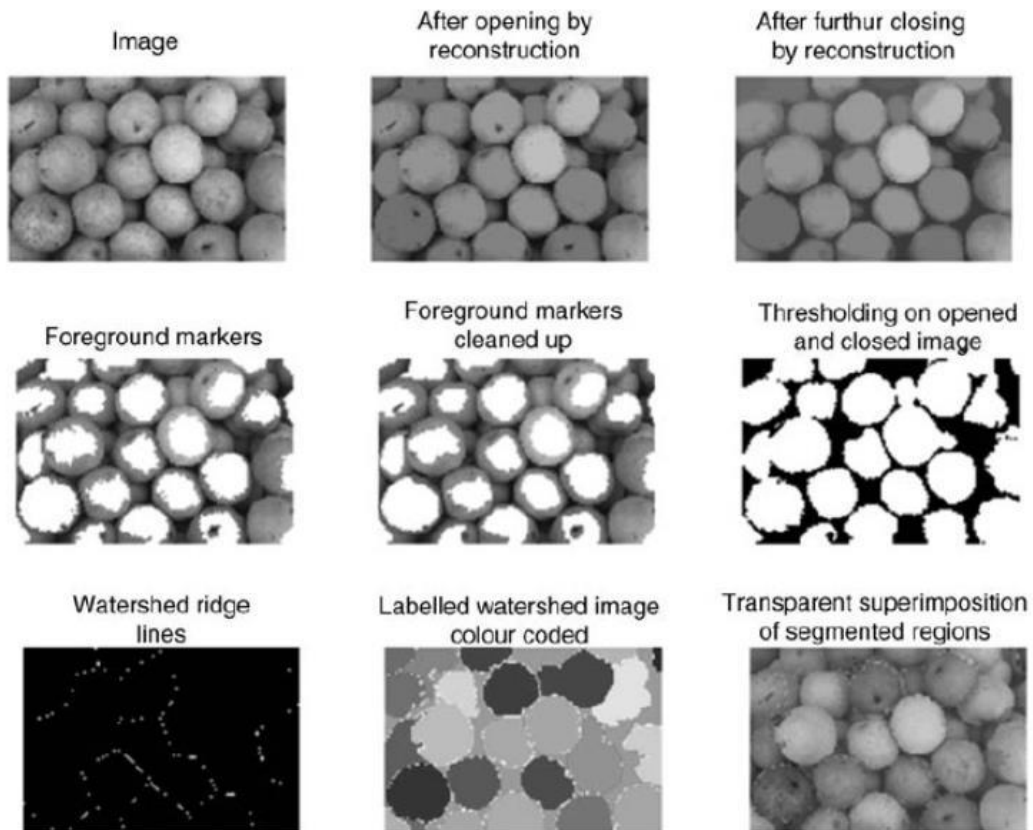 Image
After opening by
reconstruction
After furthur closing
by reconstruction
Foreground markers
Foreground markers
cleaned up
Thresholding on opened
and closed image
Watershed ridge
lines
Labelled watershed image
colour coded
Transparent superimposition
of segmented regions